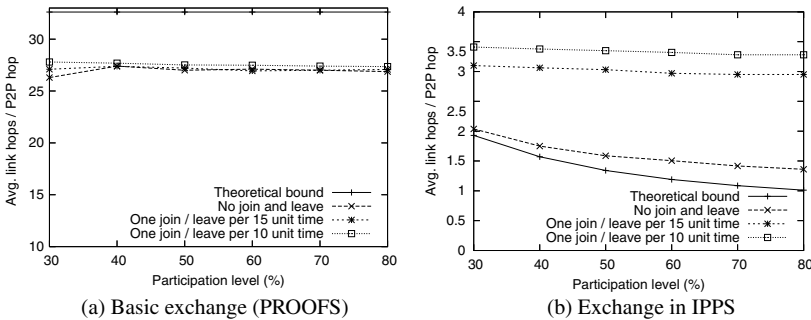 Avg. link hops / P2P hop
30
25
20
15
10
Theoretical bound
No join and leave
One join / leave per 15 unit time
One join / leave per 10 unit time
30 40 50 60 70 80
Participation level (%)
(a) Basic exchange (PROOFS)
Avg. link hops / P2P hop
4
3.5
3
2.5
2
1.5
1
0.5
0
Theoretical bound
No join and leave
One join / leave per 15 unit time
One join / leave per 10 unit time
30 40 50 60 70 80
Participation level (%)
(b) Exchange in IPPS